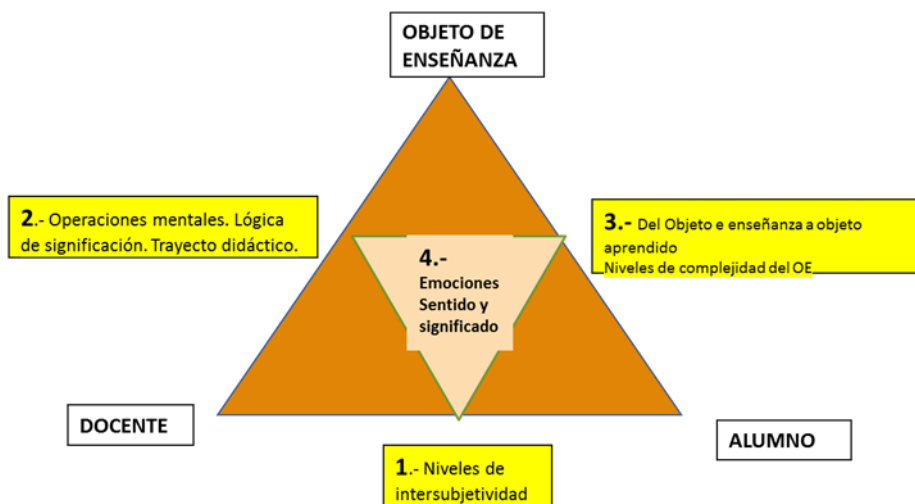 OBJETO DE
ENSEÑANZA
2.- Operaciones mentales. Lógica
de significación. Trayecto didáctico.
3.- Del Objeto e enseñanza a objeto
aprendido
Niveles de complejidad del OE
4.-
Emociones
Sentido y
significado
DOCENTE
ALUMNO
1.- Niveles de
intersubjetividad